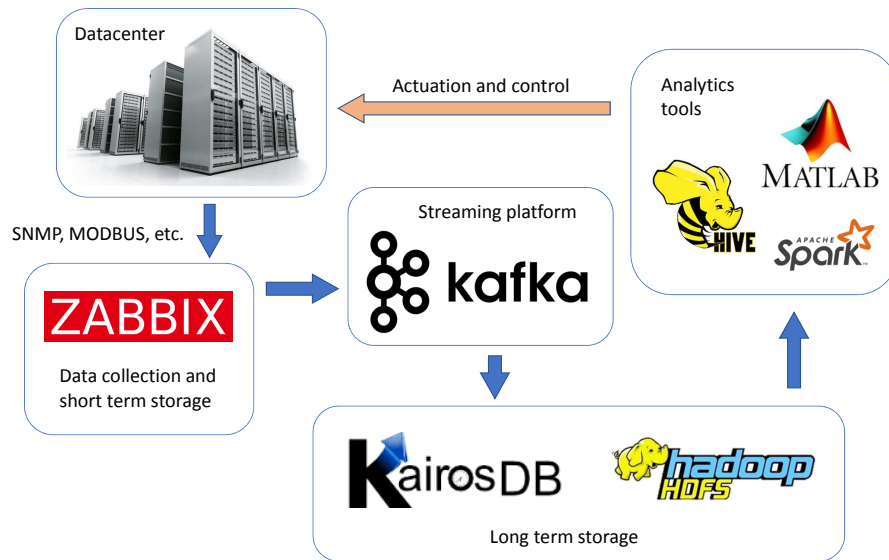 Datacenter
Actuation and control
Analytics
tools
MATLAB
HIVE
APACHE
Spark
TM
SNMP, MODBUS, etc.
Streaming platform
kafka
ZABBIX
Data collection and
short term storage
KairosDB
hadoop
HDFS
Long term storage